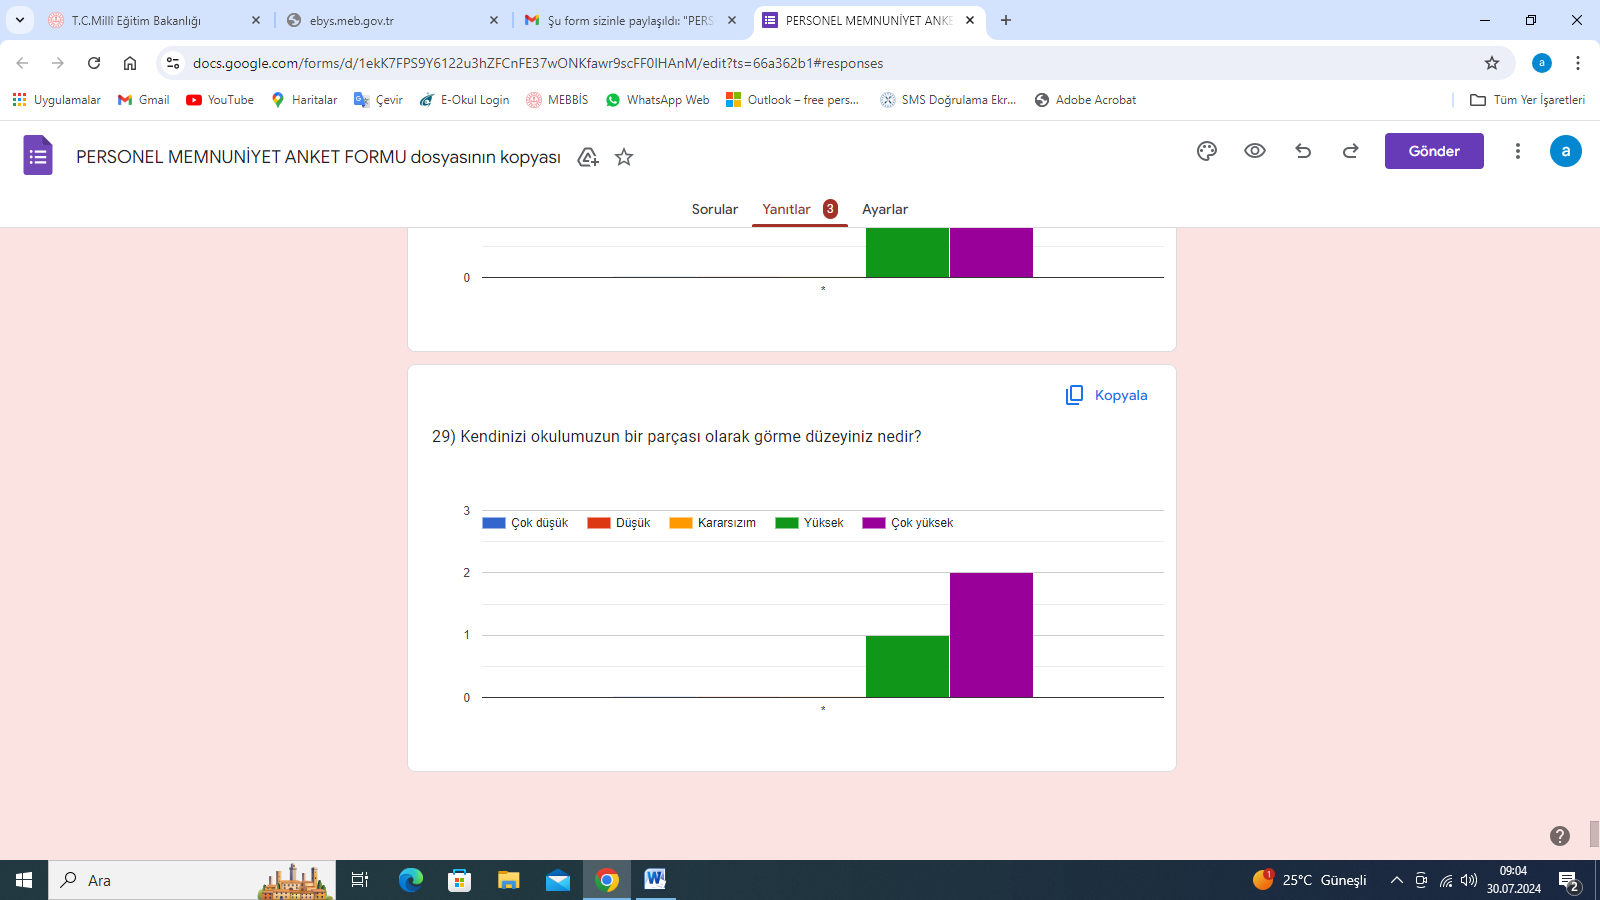 T.C.Millî Eğitim Bakanlığı
ebys.meb.gov.tr
Şu form sizinle paylaşıldı: "PERS
PERSONEL MEMNUNİYET ANKE
docs.google.com/forms/d/1ekK7FPS9Y6122u3hZFCnFE37wONKfawr9scFF0IHAnM/edit?ts=66a362b1#responses
a
Uygulamalar
Gmail
YouTube
Haritalar
Çevir
E-Okul Login
MEBBİS
WhatsApp Web
Outlook – free pers...
SMS Doğrulama Ekr...
Adobe Acrobat
Tüm Yer İşaretleri
PERSONEL MEMNUNİYET ANKET FORMU dosyasının kopyası
Gönder
a
Sorular
Yanıtlar 3
Ayarlar
0
*
Kopyala
29) Kendinizi okulumuzun bir parçası olarak görme düzeyiniz nedir?
3
Çok düşük
Düşük
Kararsızım
Yüksek
Çok yüksek
2
1
0
*
Ara
1
25°C Güneşli
09:04
30.07.2024
2